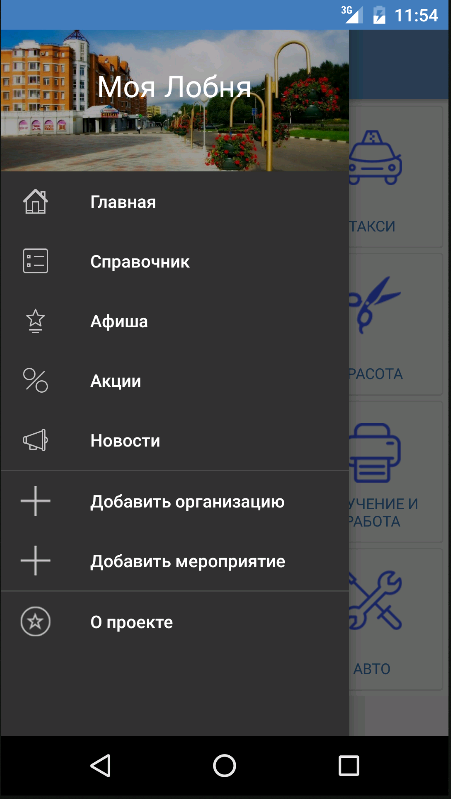 3G 11:54
Моя Лобня
Главная
Справочник
Афиша
Акции
Новости
Добавить организацию
Добавить мероприятие
О проекте
ТАКСИ
РАСОТА
УЧЕНИЕ И
РАБОТА
АВТО